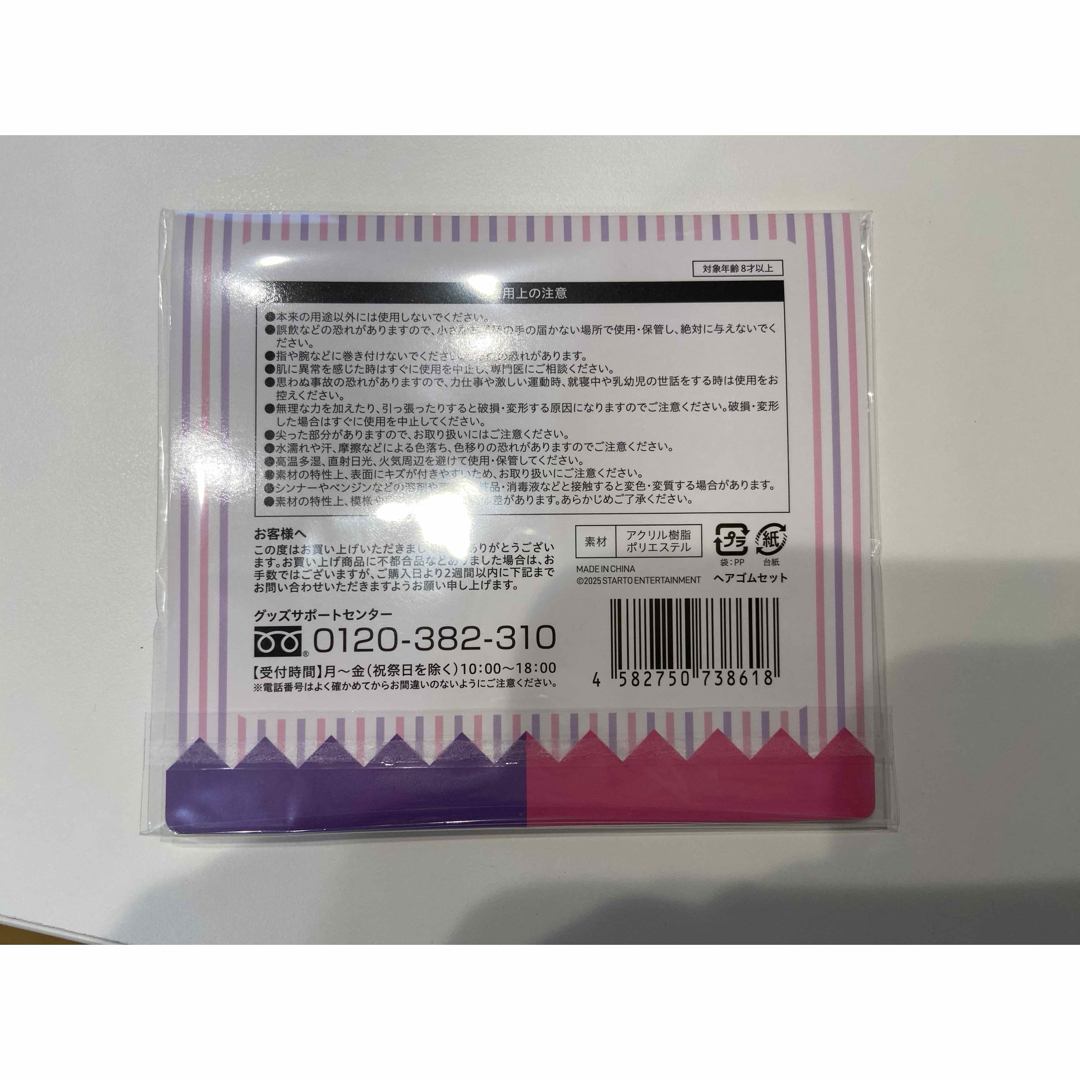 対象年齢8才以上
用上の注意
●本来の用途以外には使用しないでください。
●誤飲などの恐れがありますので、小さな の手の届かない場所で使用・保管し、絶対に与えないでく
ださい。
●指や腕などに巻き付けないでください の恐れがあります。
●肌に異常を感じた時はすぐに使用を中止し、専門医にご相談ください。
●思わぬ事故の恐れがありますので、力仕事や激しい運動時、就寝中や乳幼児の世話をする時は使用をお
控えください。
●無理な力を加えたり、引っ張ったりすると破損・変形する原因になりますのでご注意ください。破損・変形
した場合はすぐに使用を中止してください。
●尖った部分がありますので、お取り扱いにはご注意ください。
●水濡れや汗、摩擦などによる色落ち、色移りの恐れがありますのでご注意ください。
●高温多湿、直射日光、火気周辺を避けて使用・保管してください。
●素材の特性上、表面にキズが付きやすいため、お取り扱いにご注意ください。
●シンナーやベンジンなどの溶剤や 品・消毒液などと接触すると変色・変質する場合があります。
●素材の特性上、模様や 差があります。あらかじめご了承ください。
お客様へ
この度はお買い上げいただきまし ありがとうござい
ます。お買い上げ商品に不都合品などありました場合は、お
手数ではございますが、ご購入日より2週間以内に下記まで
お問い合わせいただきますようお願い申し上げます。
グッズサポートセンター
0120-382-310
【受付時間】月〜金(祝祭日を除く)10:00〜18:00
※電話番号はよく確かめてからお間違いのないようにご注意ください。
素材 アクリル樹脂
ポリエステル
プラ 紙
袋:PP 台紙
MADE IN CHINA
©2025 STARTO ENTERTAINMENT
ヘアゴムセット
4 582750 738618